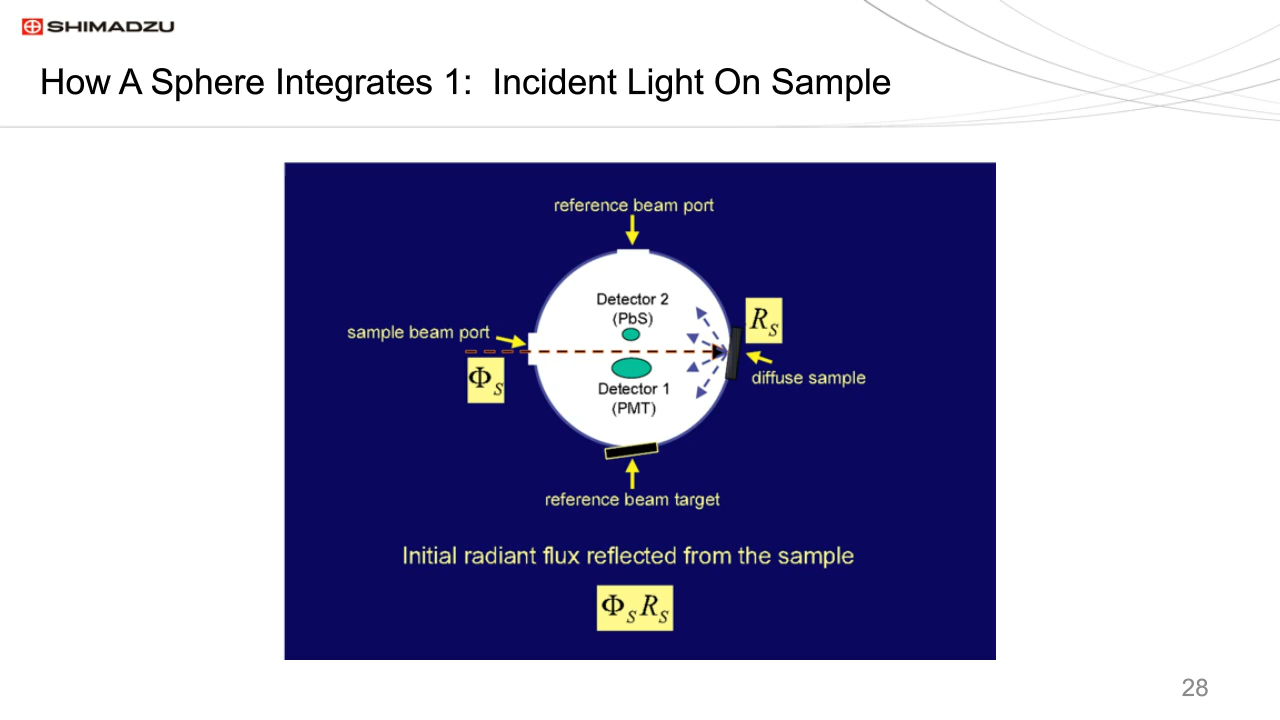 SHIMADZU
How A Sphere Integrates 1:  Incident Light On Sample
reference beam port
Detector 2
(PbS)
R_S
sample beam port
Φ_S
diffuse sample
Detector 1
(PMT)
reference beam target
Initial radiant flux reflected from the sample
Φ_S R_S
28